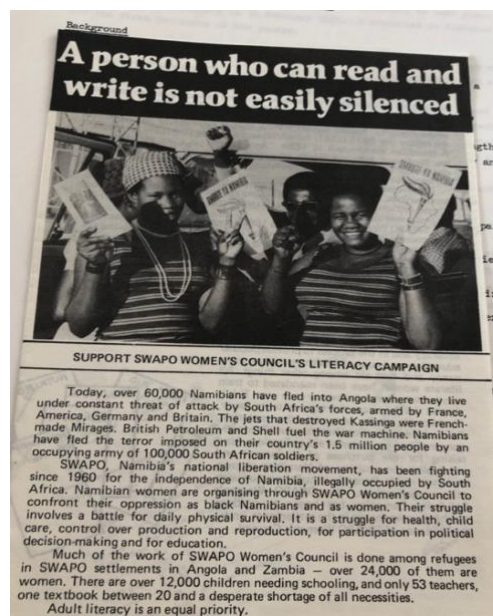 Background
A person who can read and
write is not easily silenced
SUPPORT SWAPO WOMEN'S COUNCIL'S LITERACY CAMPAIGN
Today, over 60,000 Namibians have fled into Angola where they live
under constant threat of attack by South Africa's forces, armed by France,
America, Germany and Britain. The jets that destroyed Kassinga were French-
made Mirages. British Petroleum and Shell fuel the war machine. Namibians
have fled the terror imposed on their country's 1.5 million people by an
occupying army of 100,000 South African soldiers.
SWAPO, Namibia's national liberation movement, has been fighting
since 1960 for the independence of Namibia, illegally occupied by South
Africa. Namibian women are organising through SWAPO Women's Council to
confront their oppression as black Namibians and as women. Their struggle
involves a battle for daily physical survival. It is a struggle for health, child
care, control over production and reproduction, for participation in political
decision-making and for education.
Much of the work of SWAPO Women's Council is done among refugees
in SWAPO settlements in Angola and Zambia — over 24,000 of them are
women. There are over 12,000 children needing schooling, and only 53 teachers,
one textbook between 20 and a desperate shortage of all necessities.
Adult literacy is an equal priority.